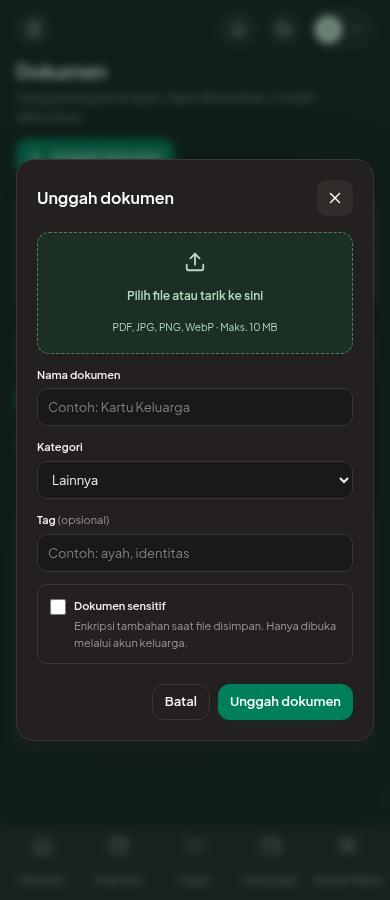 Dokumen
Unggah dokumen
Pilih file atau tarik ke sini
PDF, JPG, PNG, WebP · Maks. 10 MB
Nama dokumen
Contoh: Kartu Keluarga
Kategori
Lainnya
Tag (opsional)
Contoh: ayah, identitas
Dokumen sensitif
Enkripsi tambahan saat file disimpan. Hanya dibuka
melalui akun keluarga.
Batal
Unggah dokumen